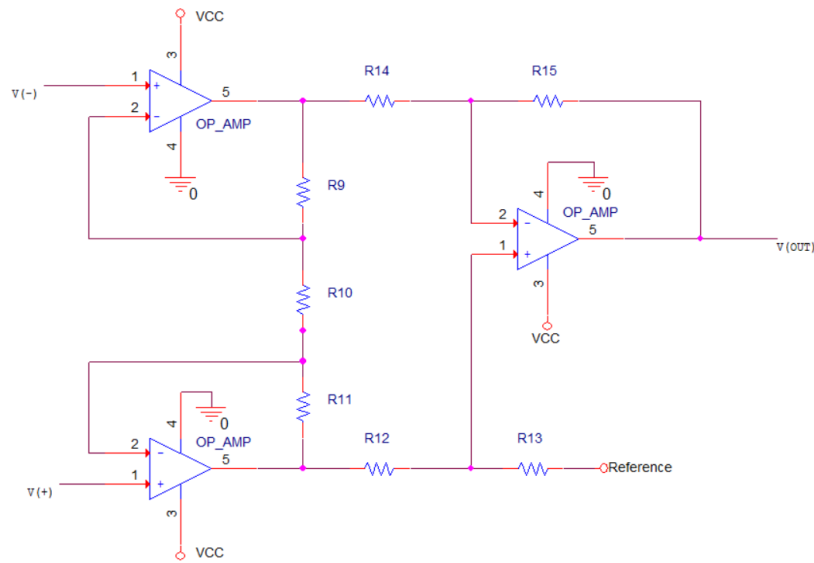 VCC
3
R14
R15
1
+
V(-)
5
2
-
OP_AMP
4
0
4
0
R9
OP_AMP
2
-
5
1
+
V(OUT)
R10
3
VCC
R11
4
0
OP_AMP
R12
R13
2
-
5
Reference
1
+
V(+)
3
VCC